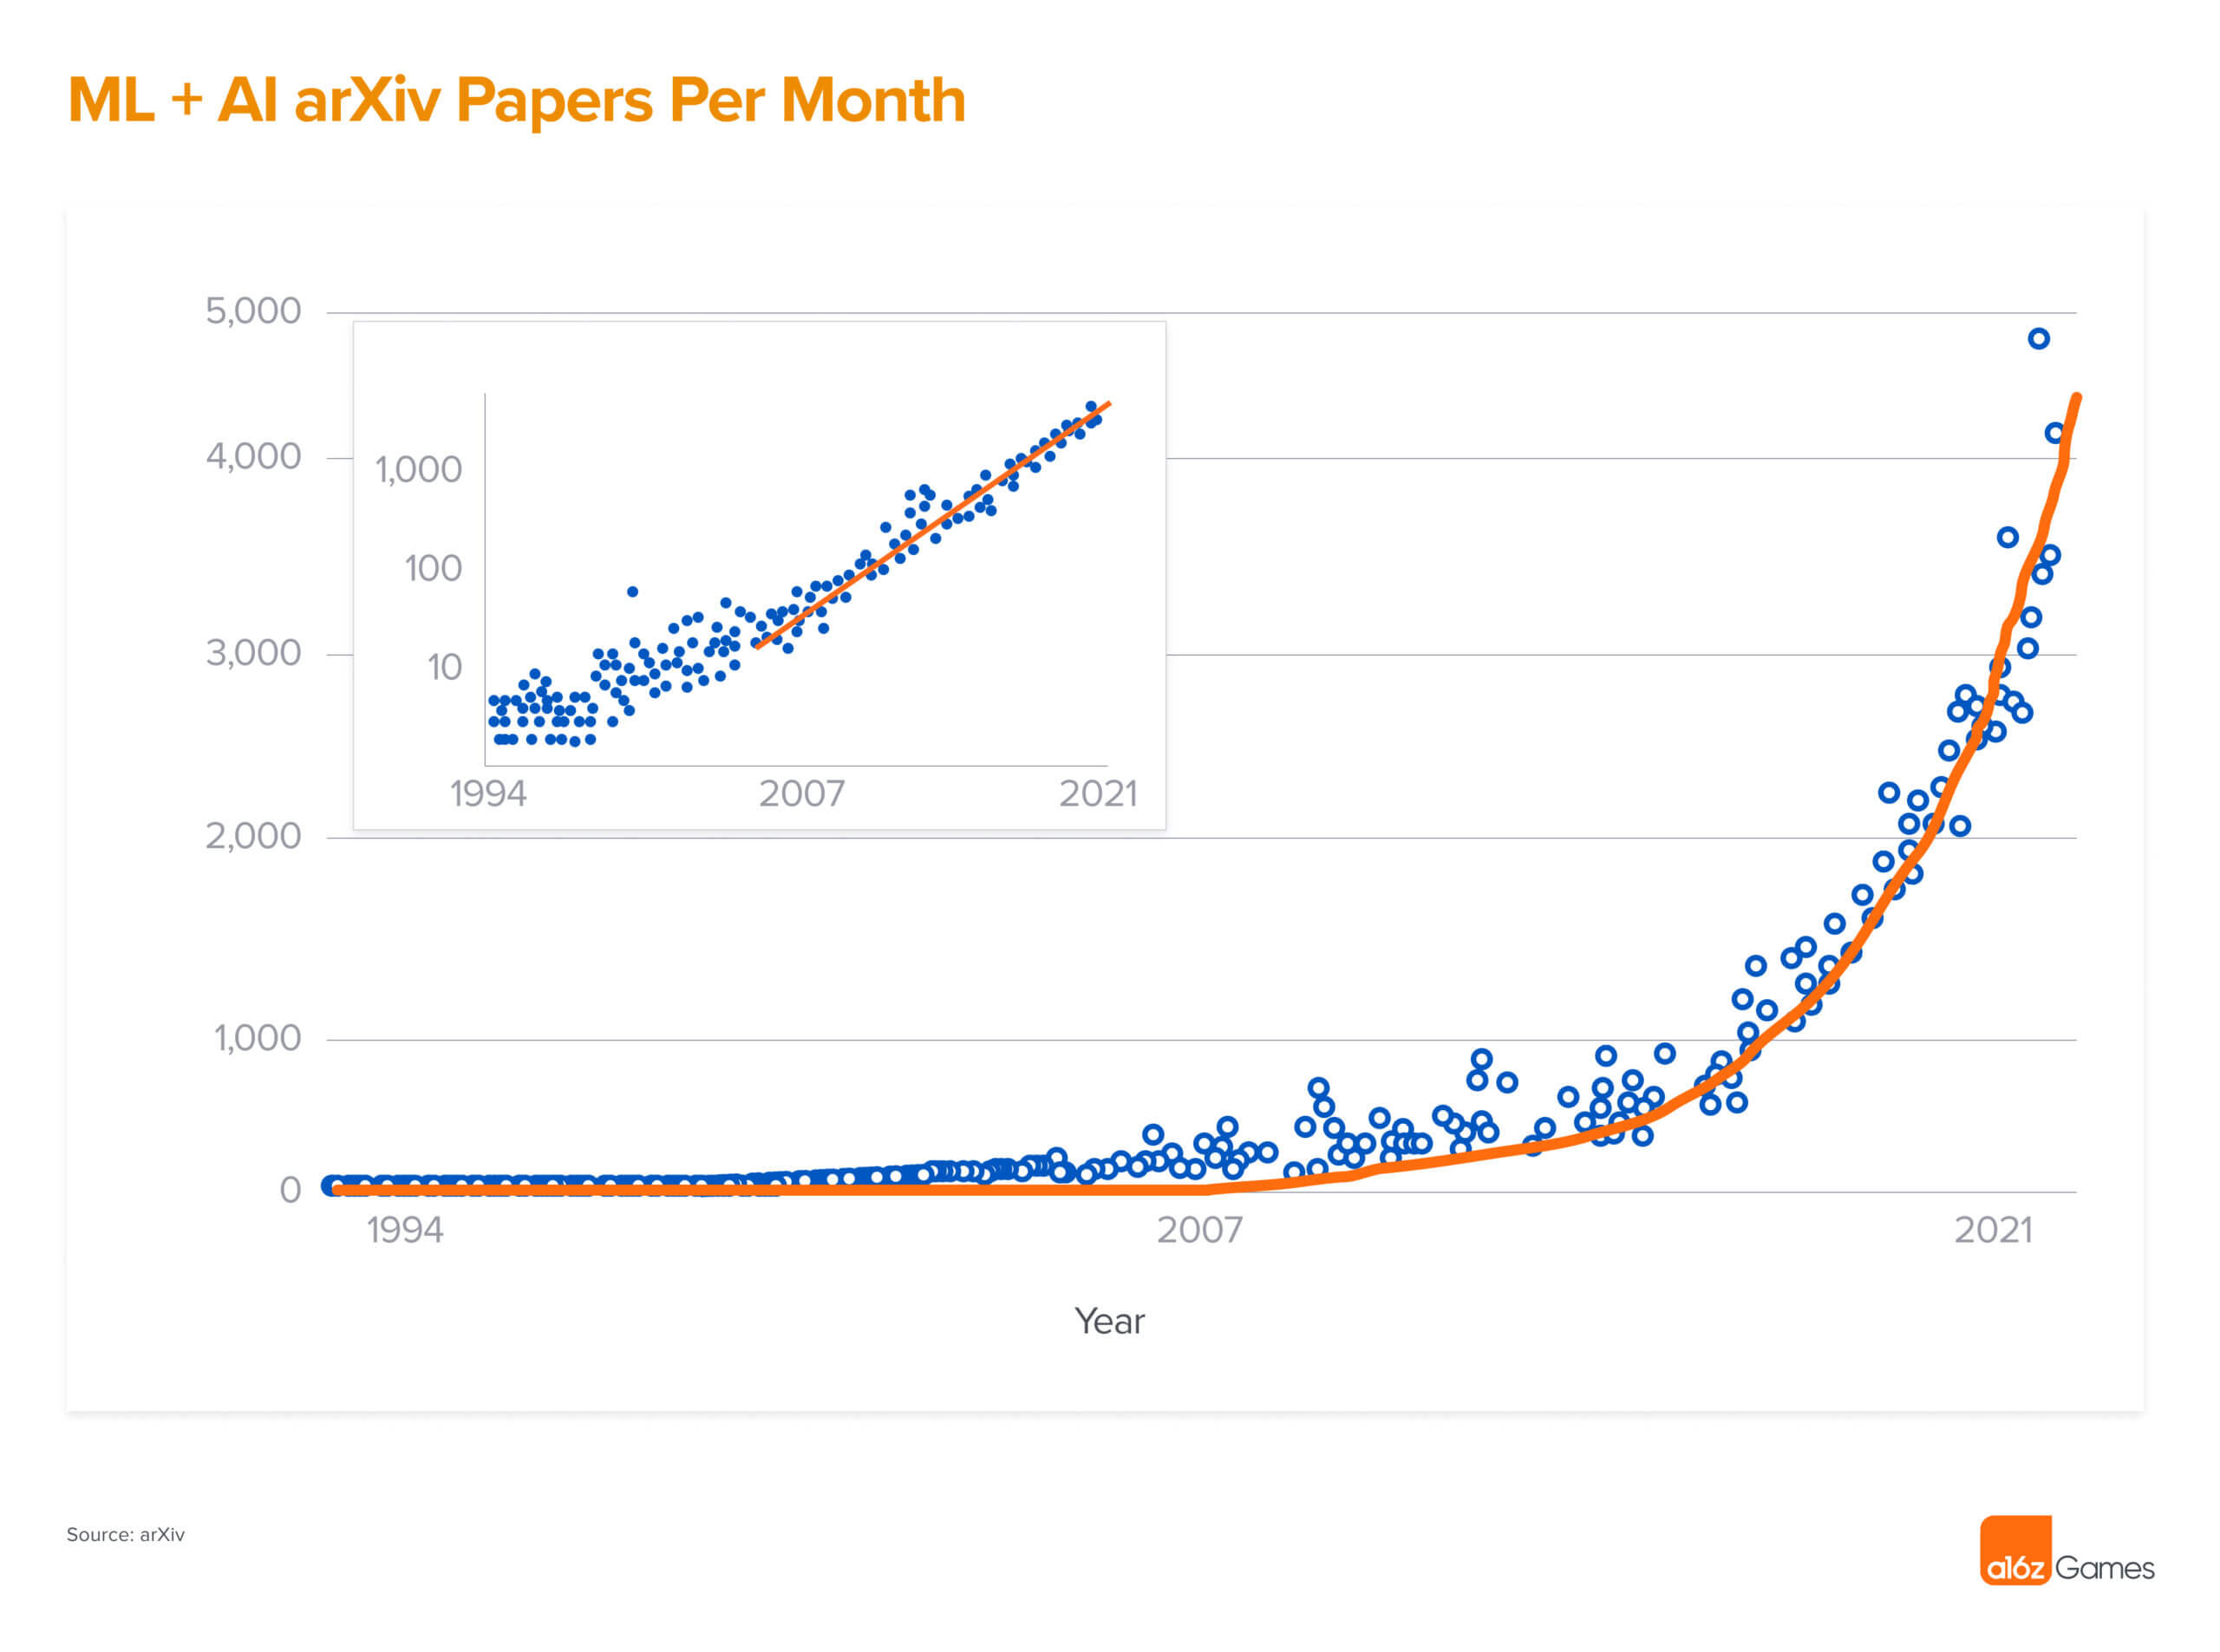 ML + AI arXiv Papers Per Month
5,000
4,000
3,000
2,000
1,000
0
1,000
100
10
1994 2007 2021
1994 2007 2021
Year
Source: arXiv
a16z Games